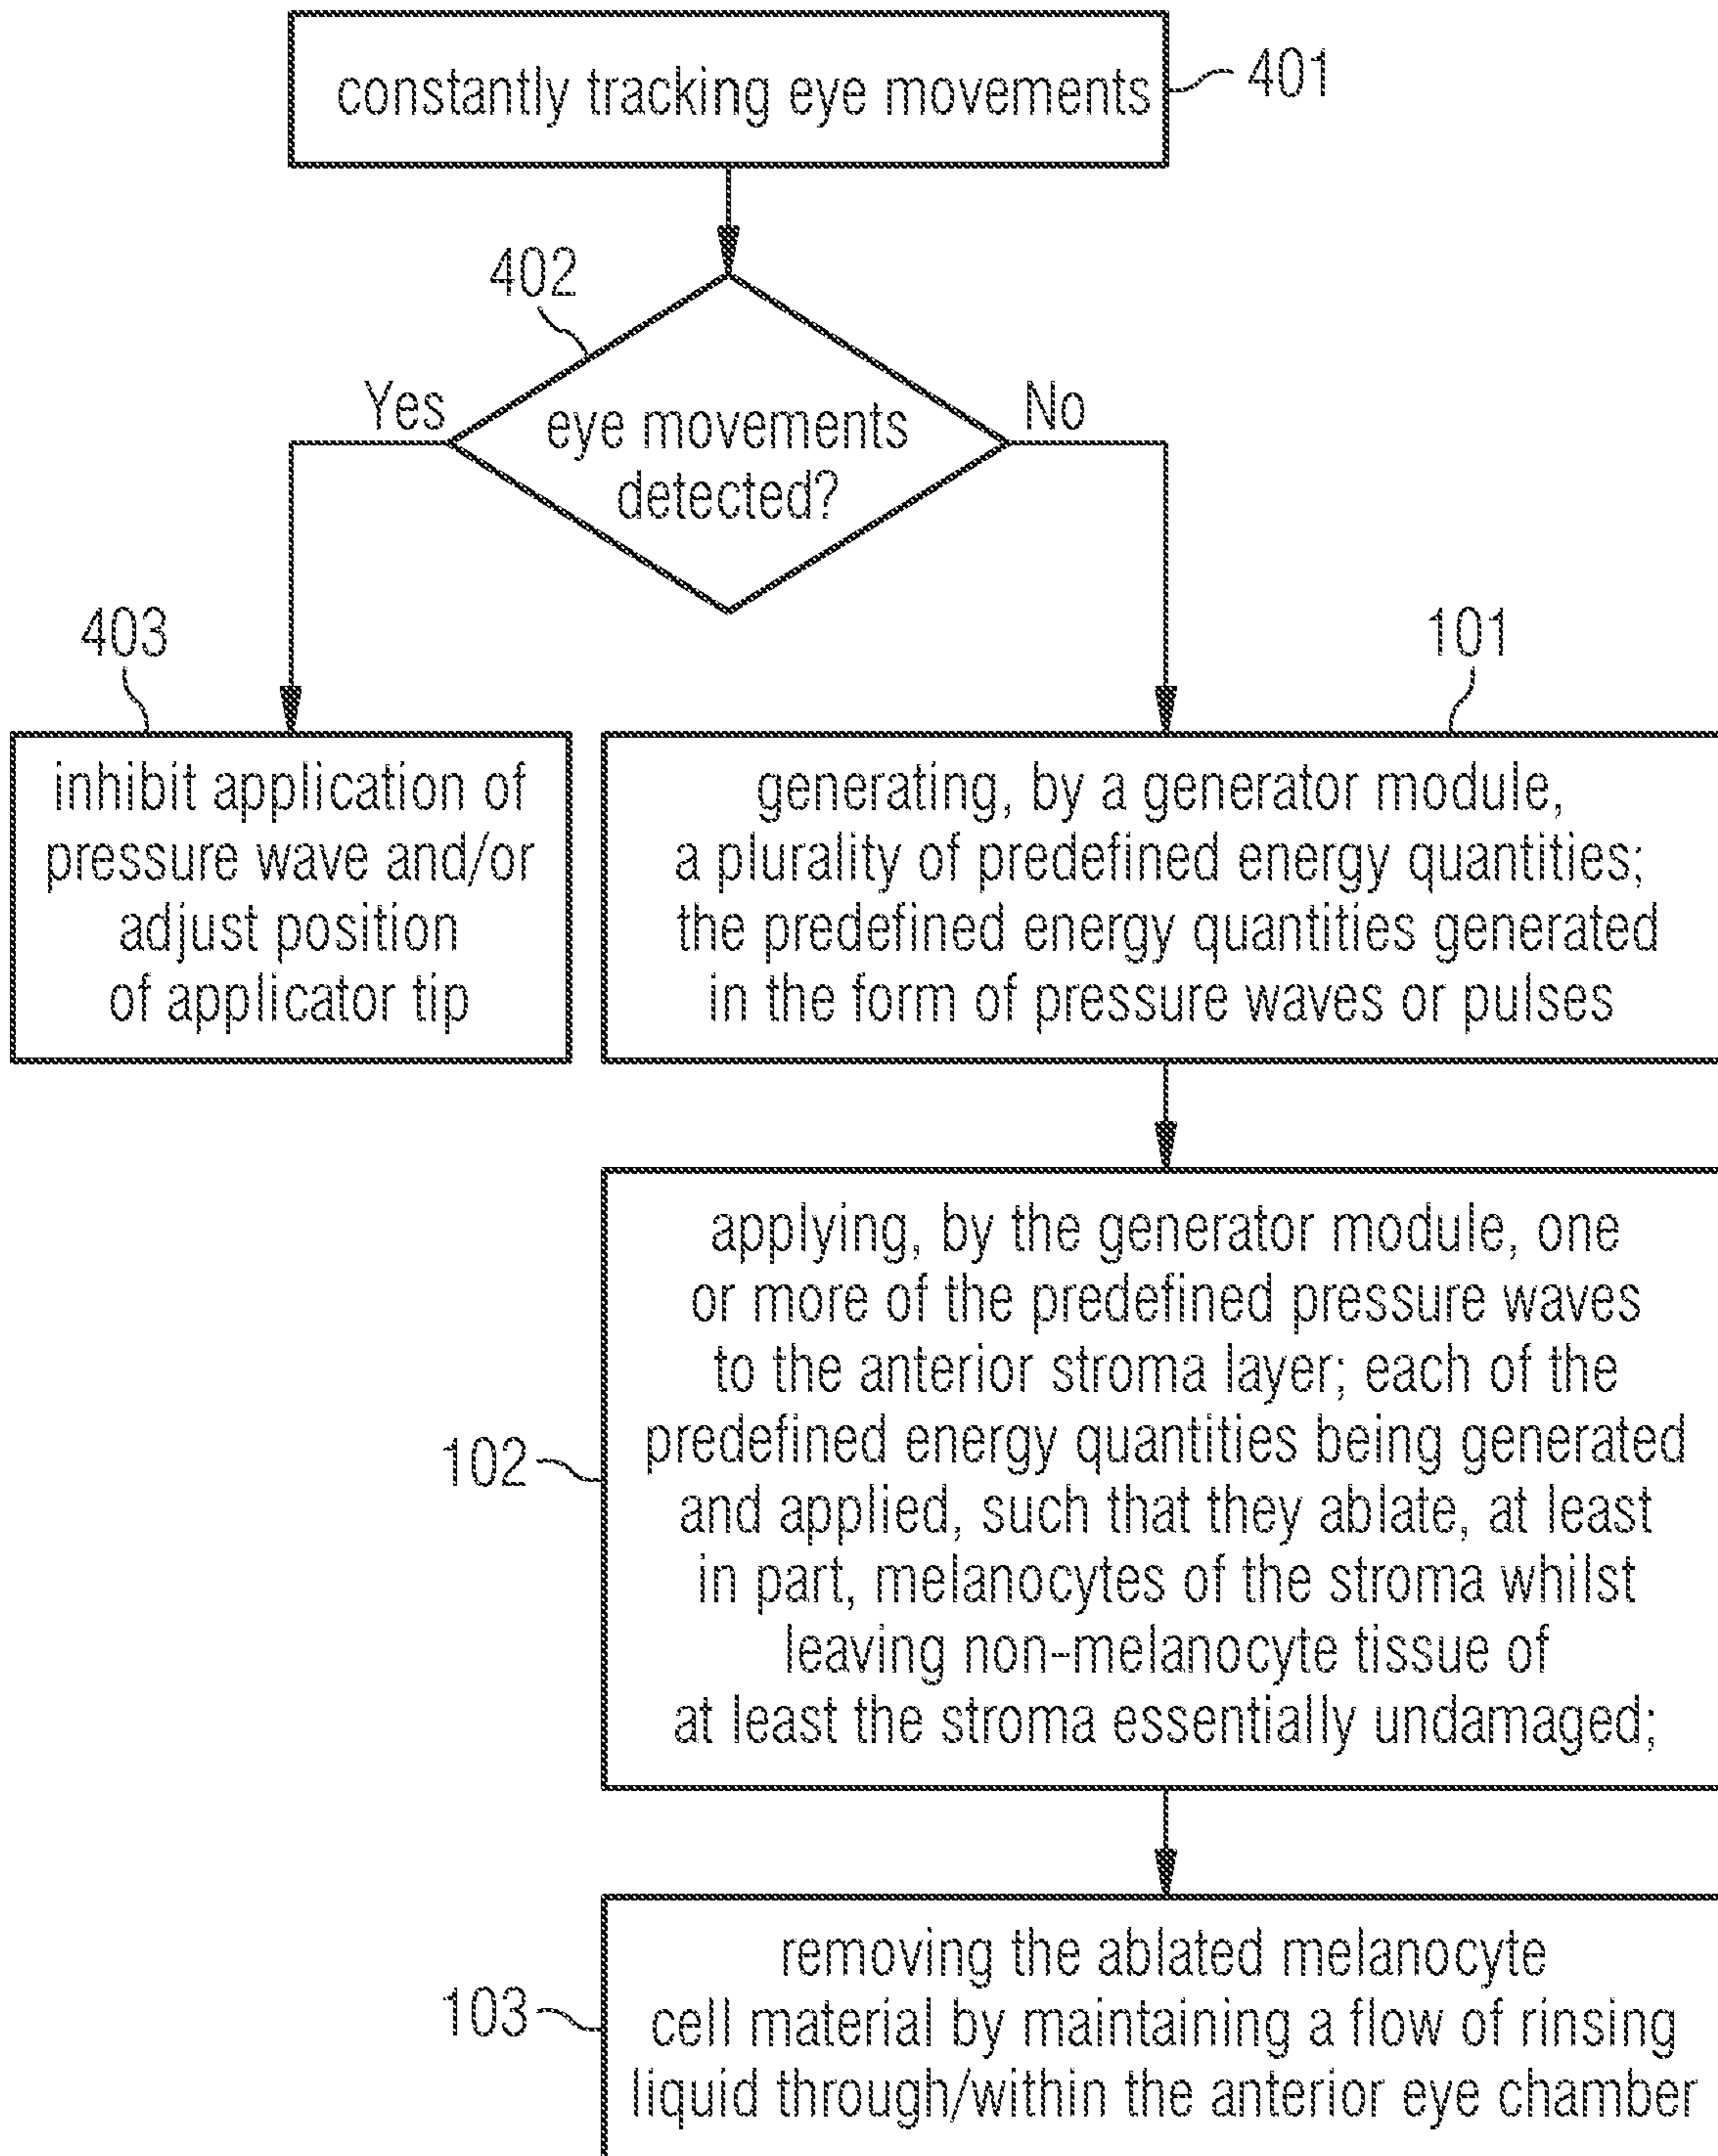 constantly tracking eye movements
401
402
Yes
No
eye movements
detected?
403
101
inhibit application of
pressure wave and/or
adjust position
of applicator tip
generating, by a generator module,
a plurality of predefined energy quantities;
the predefined energy quantities generated
in the form of pressure waves or pulses
102
applying, by the generator module, one
or more of the predefined pressure waves
to the anterior stroma layer; each of the
predefined energy quantities being generated
and applied, such that they ablate, at least
in part, melanocytes of the stroma whilst
leaving non-melanocyte tissue of
at least the stroma essentially undamaged;
103
removing the ablated melanocyte
cell material by maintaining a flow of rinsing
liquid through/within the anterior eye chamber